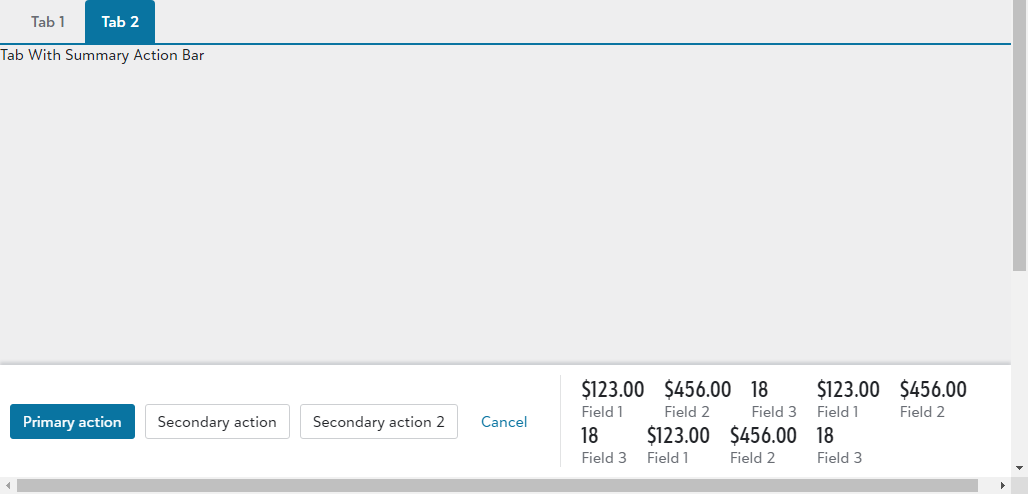 Tab 1 Tab 2
Tab With Summary Action Bar
Primary action Secondary action Secondary action 2 Cancel
$123.00 $456.00 18 $123.00 $456.00
Field 1 Field 2 Field 3 Field 1 Field 2
18 $123.00 $456.00 18
Field 3 Field 1 Field 2 Field 3